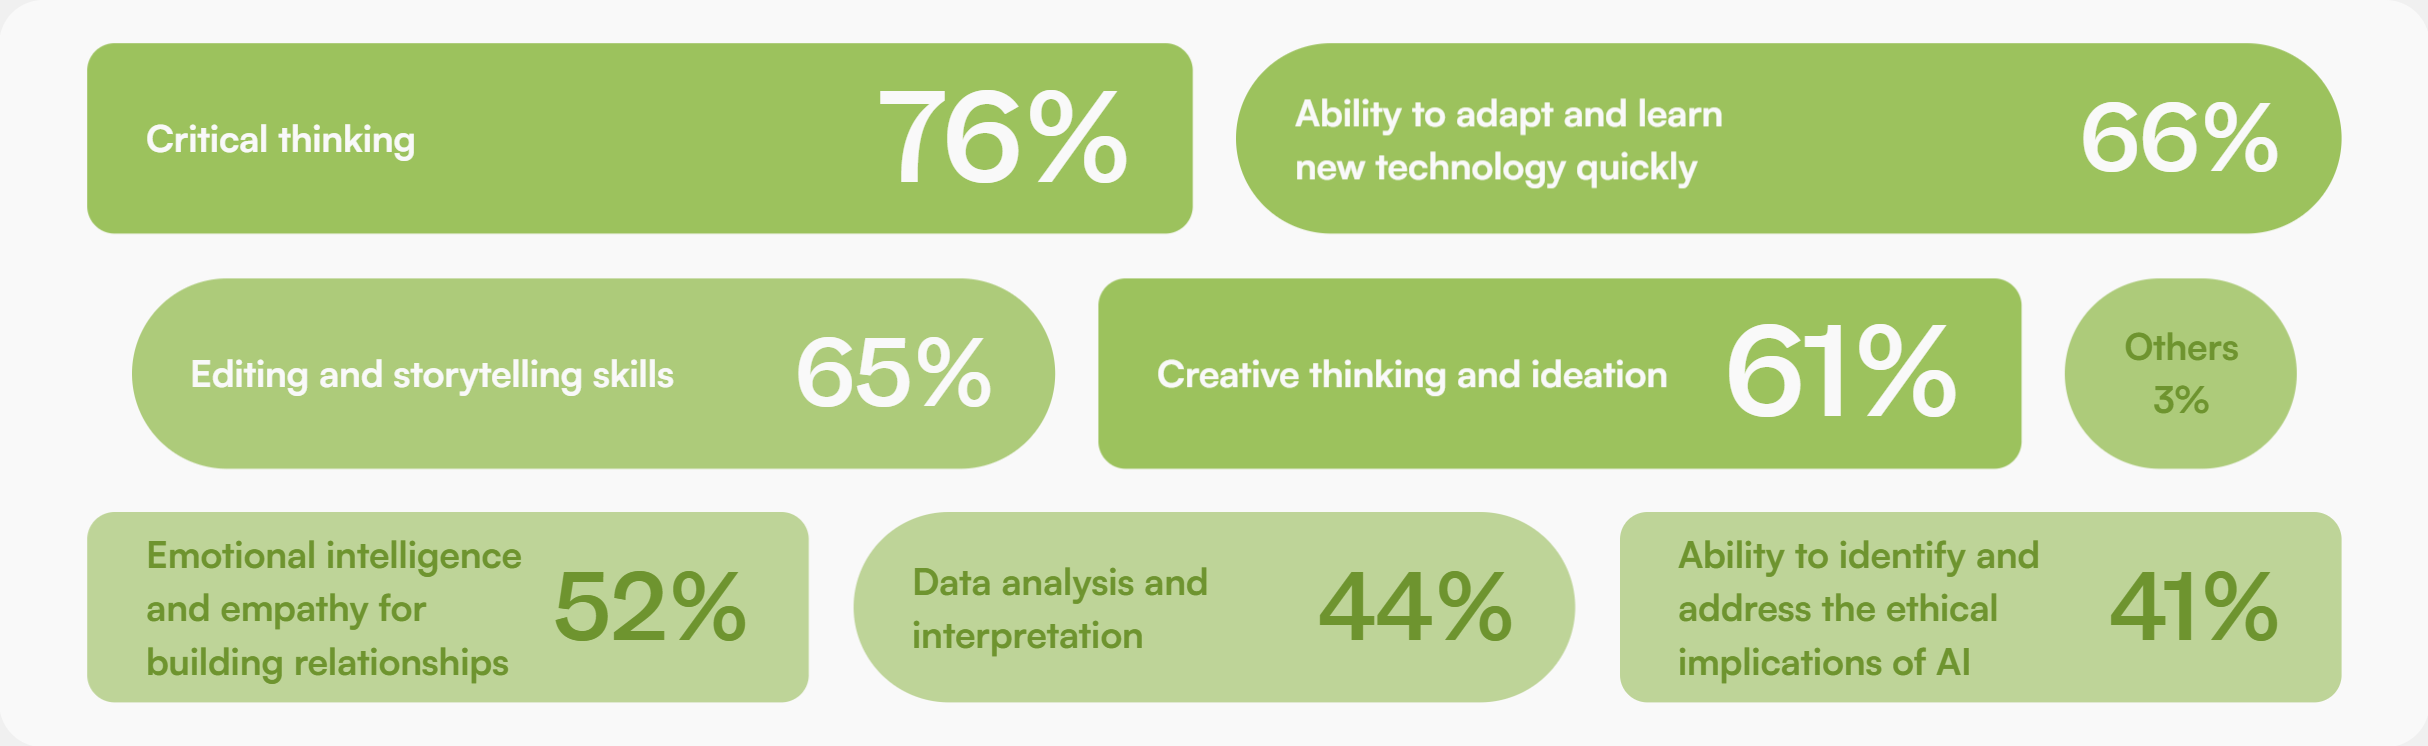 Critical thinking
76%
Ability to adapt and learn
new technology quickly
66%
Editing and storytelling skills
65%
Creative thinking and ideation
61%
Others
3%
Emotional intelligence
and empathy for
building relationships
52%
Data analysis and
interpretation
44%
Ability to identify and
address the ethical
implications of AI
41%